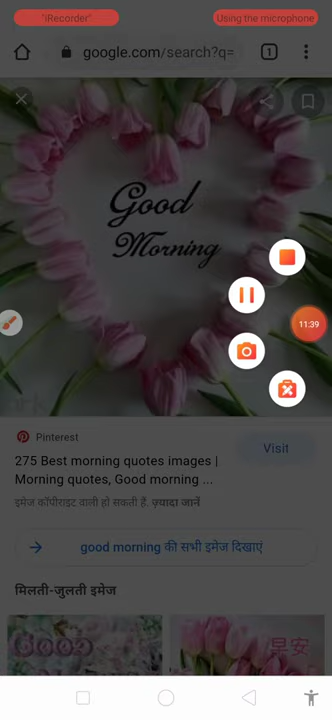 "iRecorder"
Using the microphone
google.com/search?q=
1
Good
Morning
11:39
Pinterest
275 Best morning quotes images |
Morning quotes, Good morning ...
Visit
इमेज कॉपीराइट वाली हो सकती हैं. ज़्यादा जानें
good morning की सभी इमेज दिखाएं
मिलती-जुलती इमेज
Good
早安